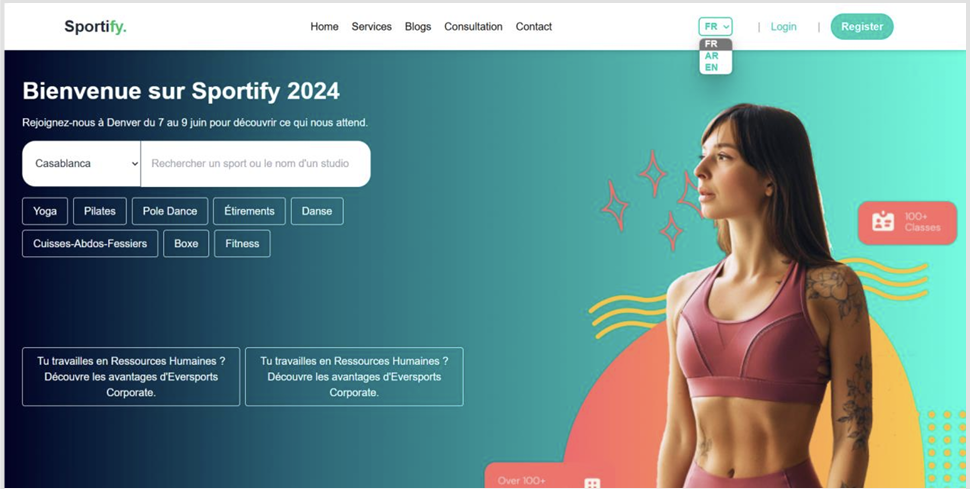 Sportify.
Home Services Blogs Consultation Contact
FR | Login | Register
FR
AR
EN
Bienvenue sur Sportify 2024
Rejoignez-nous à Denver du 7 au 9 juin pour découvrir ce qui nous attend.
Casablanca Rechercher un sport ou le nom d'un studio
Yoga Pilates Pole Dance Étirements Danse
Cuisses-Abdos-Fessiers Boxe Fitness
100+
Classes
Tu travailles en Ressources Humaines ?
Découvre les avantages d'Eversports
Corporate.
Tu travailles en Ressources Humaines ?
Découvre les avantages d'Eversports
Corporate.
Over 100+